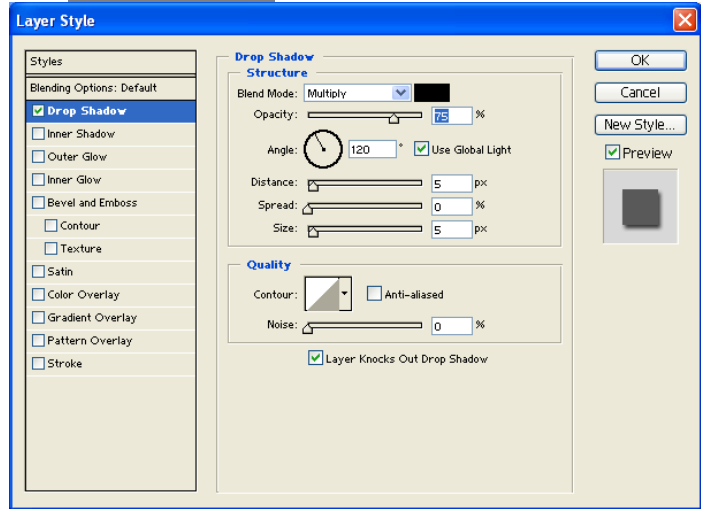 Layer Style
Styles
Blending Options: Default
Drop Shadow
Inner Shadow
Outer Glow
Inner Glow
Bevel and Emboss
Contour
Texture
Satin
Color Overlay
Gradient Overlay
Pattern Overlay
Stroke
Drop Shadow
Structure
Blend Mode: Multiply
Opacity: 75 %
Angle: 120 ° Use Global Light
Distance: 5 px
Spread: 0 %
Size: 5 px
Quality
Contour: Anti-aliased
Noise: 0 %
Layer Knocks Out Drop Shadow
OK
Cancel
New Style...
Preview